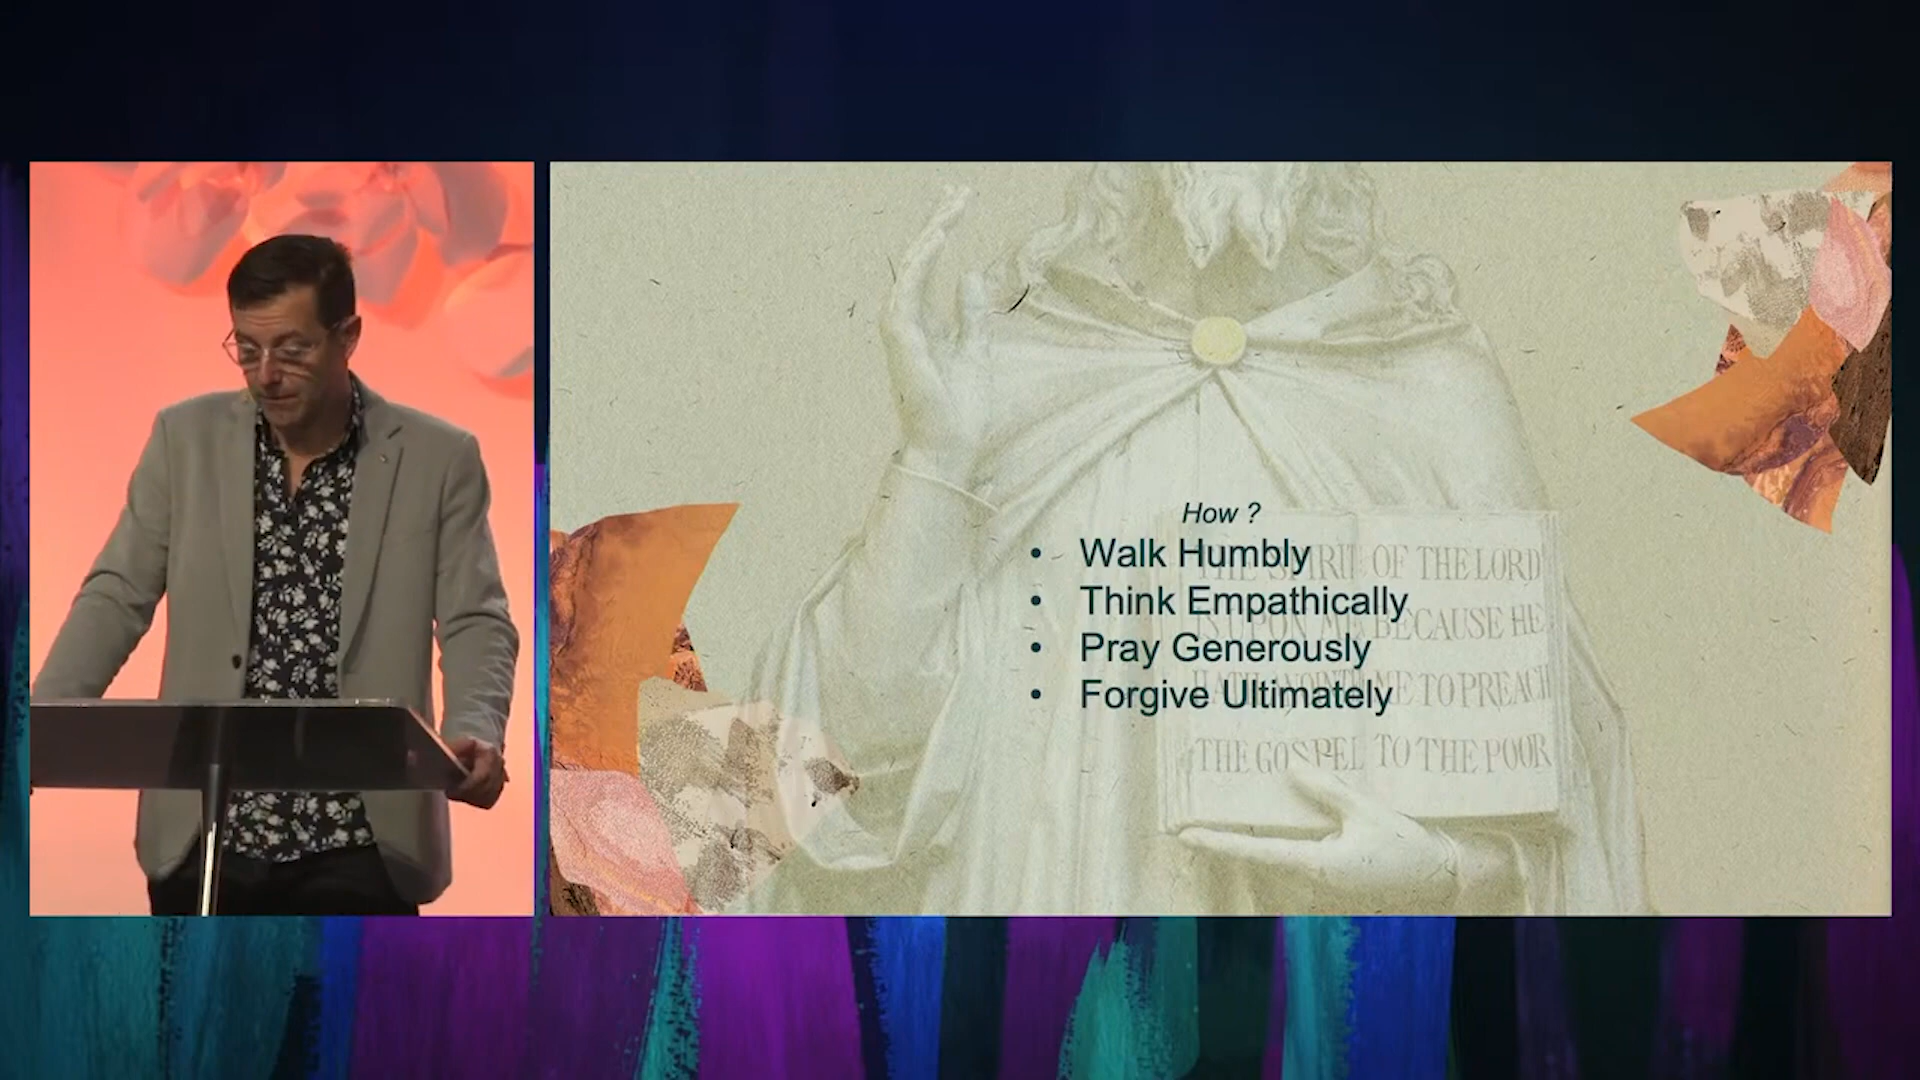 How ?
• Walk Humbly
• Think Empathically
• Pray Generously
• Forgive Ultimately
THE SPIRIT OF THE LORD
IS UPON ME BECAUSE HE
HATH ANOINTED ME TO PREACH
THE GOSPEL TO THE POOR